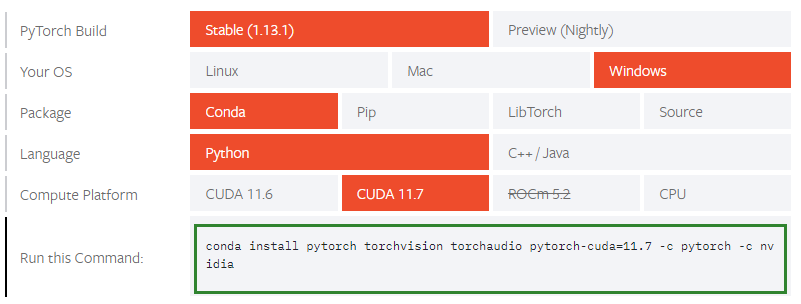 PyTorch Build Stable (1.13.1) Preview (Nightly)
Your OS Linux Mac Windows
Package Conda Pip LibTorch Source
Language Python C++ / Java
Compute Platform CUDA 11.6 CUDA 11.7 ROCm 5.2 CPU
Run this Command: conda install pytorch torchvision torchaudio pytorch-cuda=11.7 -c pytorch -c nv
idia